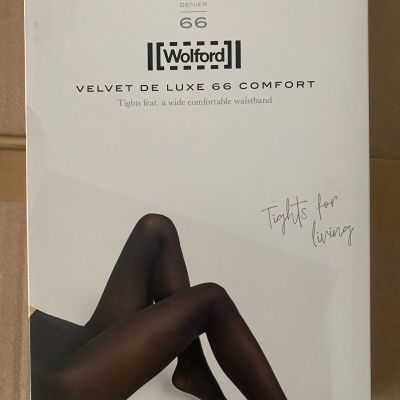 DENIER
66
Wolford
VELVET DE LUXE 66 COMFORT
Tights feat. a wide comfortable waistband
Tights for
living